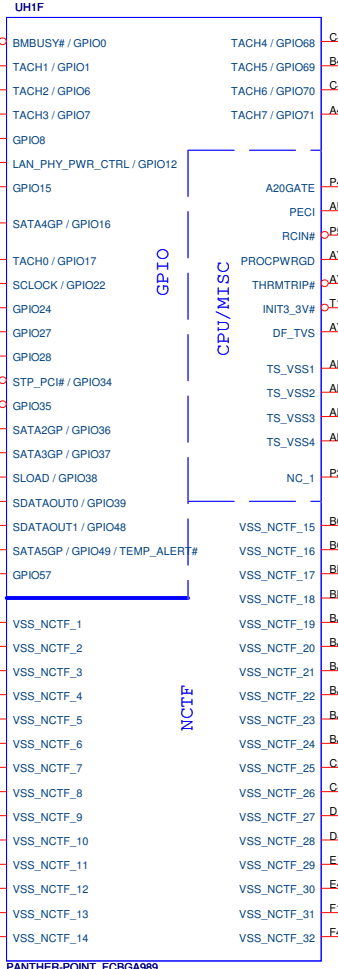 UH1F
BMBUSY# / GPIO0
TACH1 / GPIO1
TACH2 / GPIO6
TACH3 / GPIO7
GPIO8
LAN_PHY_PWR_CTRL / GPIO12
GPIO15
SATA4GP / GPIO16
TACH0 / GPIO17
SCLOCK / GPIO22
GPIO24
GPIO27
GPIO28
STP_PCI# / GPIO34
GPIO35
SATA2GP / GPIO36
SATA3GP / GPIO37
SLOAD / GPIO38
SDATAOUT0 / GPIO39
SDATAOUT1 / GPIO48
SATA5GP / GPIO49 / TEMP_ALERT#
GPIO57
VSS_NCTF_1
VSS_NCTF_2
VSS_NCTF_3
VSS_NCTF_4
VSS_NCTF_5
VSS_NCTF_6
VSS_NCTF_7
VSS_NCTF_8
VSS_NCTF_9
VSS_NCTF_10
VSS_NCTF_11
VSS_NCTF_12
VSS_NCTF_13
VSS_NCTF_14
GPIO
CPU/MISC
NCTF
TACH4 / GPIO68
TACH5 / GPIO69
TACH6 / GPIO70
TACH7 / GPIO71
A20GATE
PECI
RCIN#
PROCPWRGD
THRMTRIP#
INIT3_3V#
DF_TVS
TS_VSS1
TS_VSS2
TS_VSS3
TS_VSS4
NC_1
VSS_NCTF_15
VSS_NCTF_16
VSS_NCTF_17
VSS_NCTF_18
VSS_NCTF_19
VSS_NCTF_20
VSS_NCTF_21
VSS_NCTF_22
VSS_NCTF_23
VSS_NCTF_24
VSS_NCTF_25
VSS_NCTF_26
VSS_NCTF_27
VSS_NCTF_28
VSS_NCTF_29
VSS_NCTF_30
VSS_NCTF_31
VSS_NCTF_32
PANTHER-POINT_FCBGA989